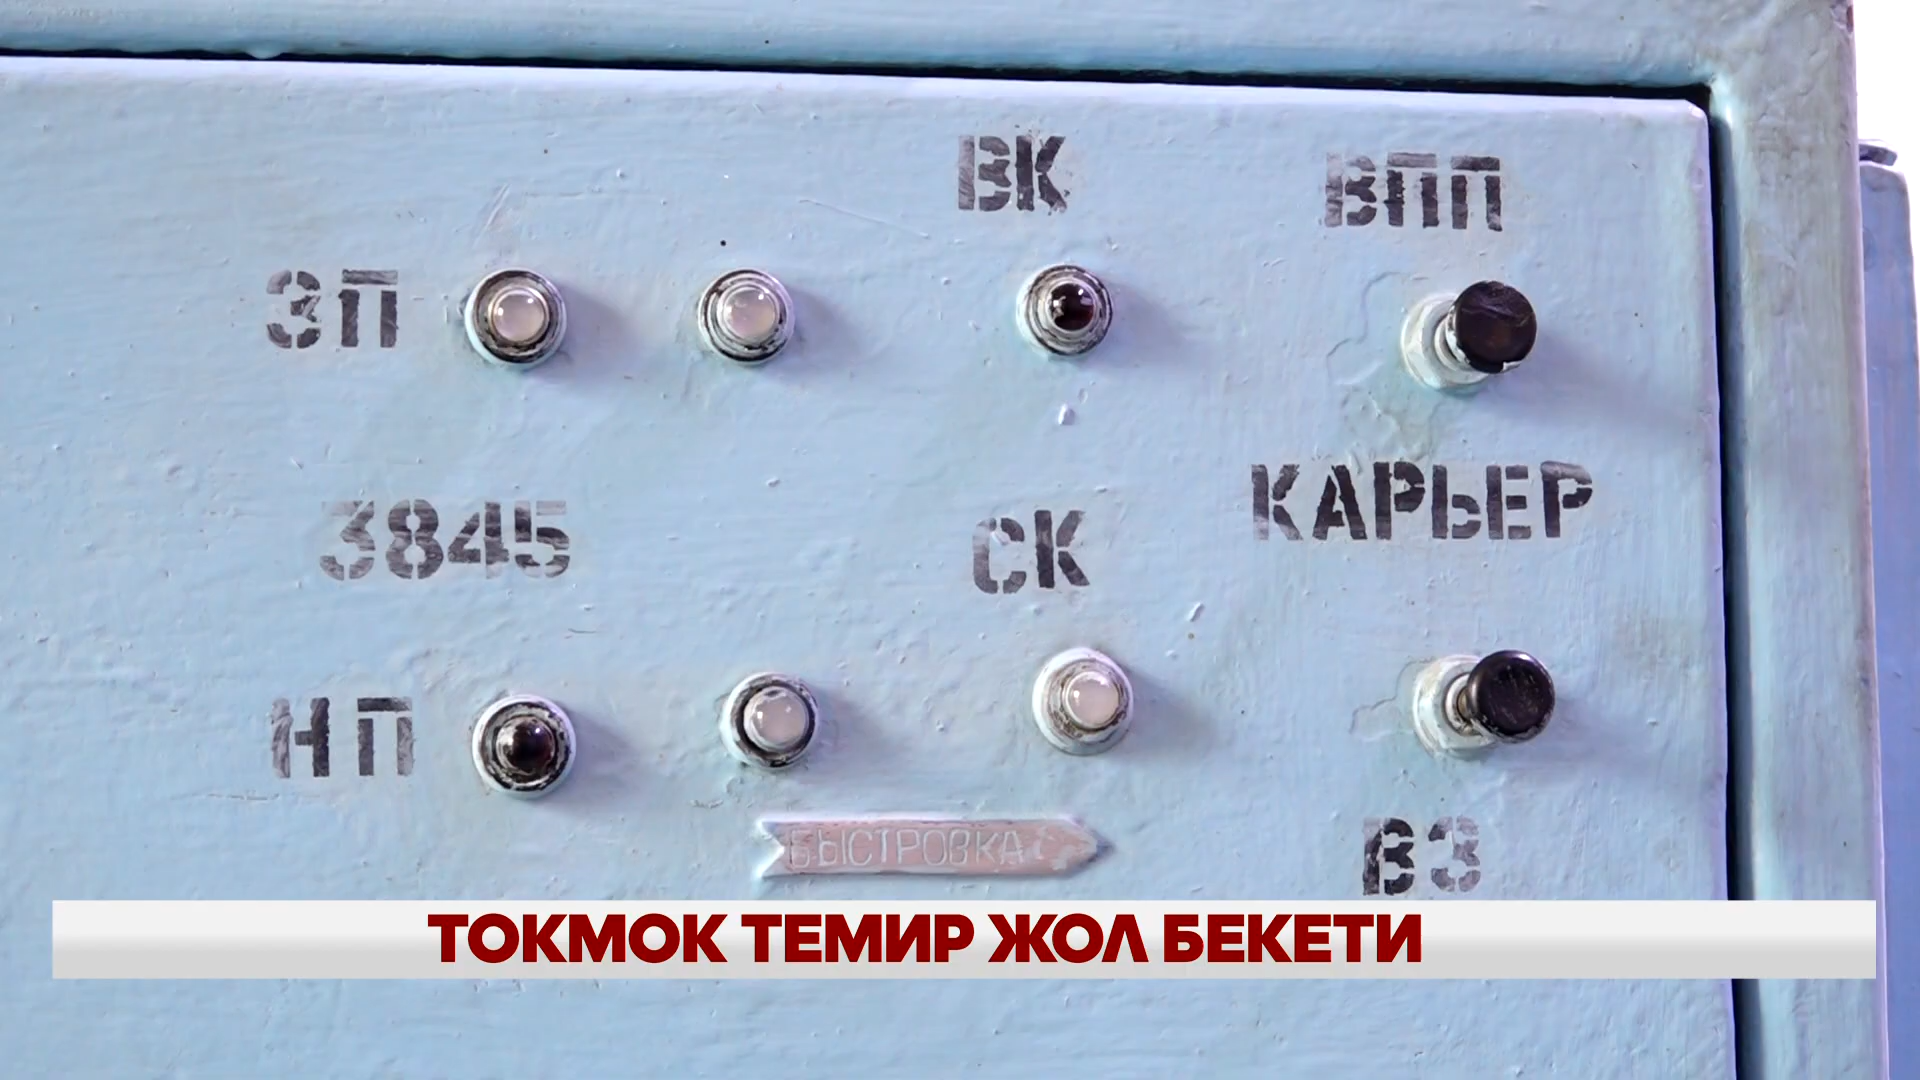 ВК
ВПП
ЗП
3845
СК
КАРЬЕР
НП
БЫСТРОВКА
ВЗ
ТОКМОК ТЕМИР ЖОЛ БЕКЕТИ